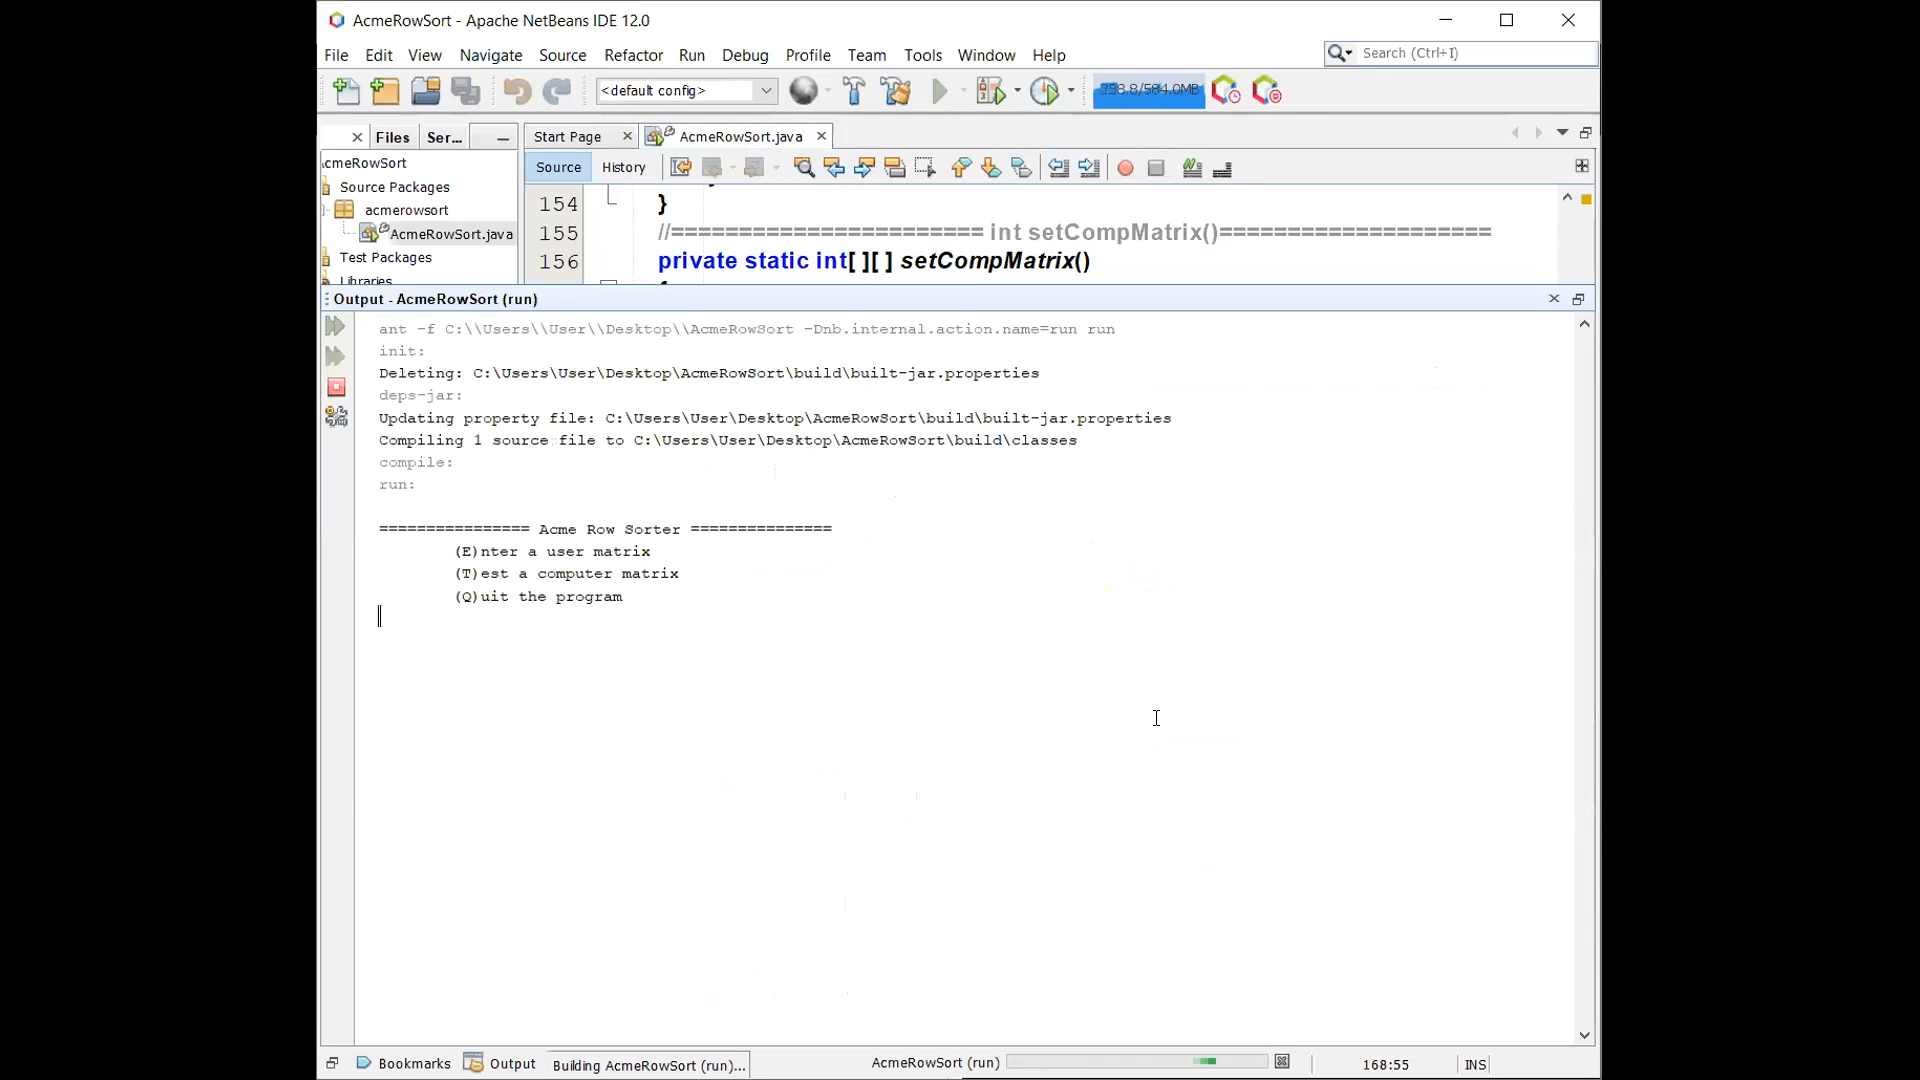 AcmeRowSort - Apache NetBeans IDE 12.0
File Edit View Navigate Source Refactor Run Debug Profile Team Tools Window Help
Search (Ctrl+I)
<default config>
Files Ser...
Start Page AcmeRowSort.java
cmeRowSort
Source History
Source Packages
acmerowsort
AcmeRowSort.java
Test Packages
Libraries
154 }
155 //======================= int setCompMatrix()====================
156 private static int[ ][ ] setCompMatrix()
Output - AcmeRowSort (run)
ant -f C:\\Users\\User\\Desktop\\AcmeRowSort -Dnb.internal.action.name=run run
init:
Deleting: C:\Users\User\Desktop\AcmeRowSort\build\built-jar.properties
deps-jar:
Updating property file: C:\Users\User\Desktop\AcmeRowSort\build\built-jar.properties
Compiling 1 source file to C:\Users\User\Desktop\AcmeRowSort\build\classes
compile:
run:
================ Acme Row Sorter ===============
(E)nter a user matrix
(T)est a computer matrix
(Q)uit the program
Bookmarks Output Building AcmeRowSort (run)... AcmeRowSort (run) 168:55 INS